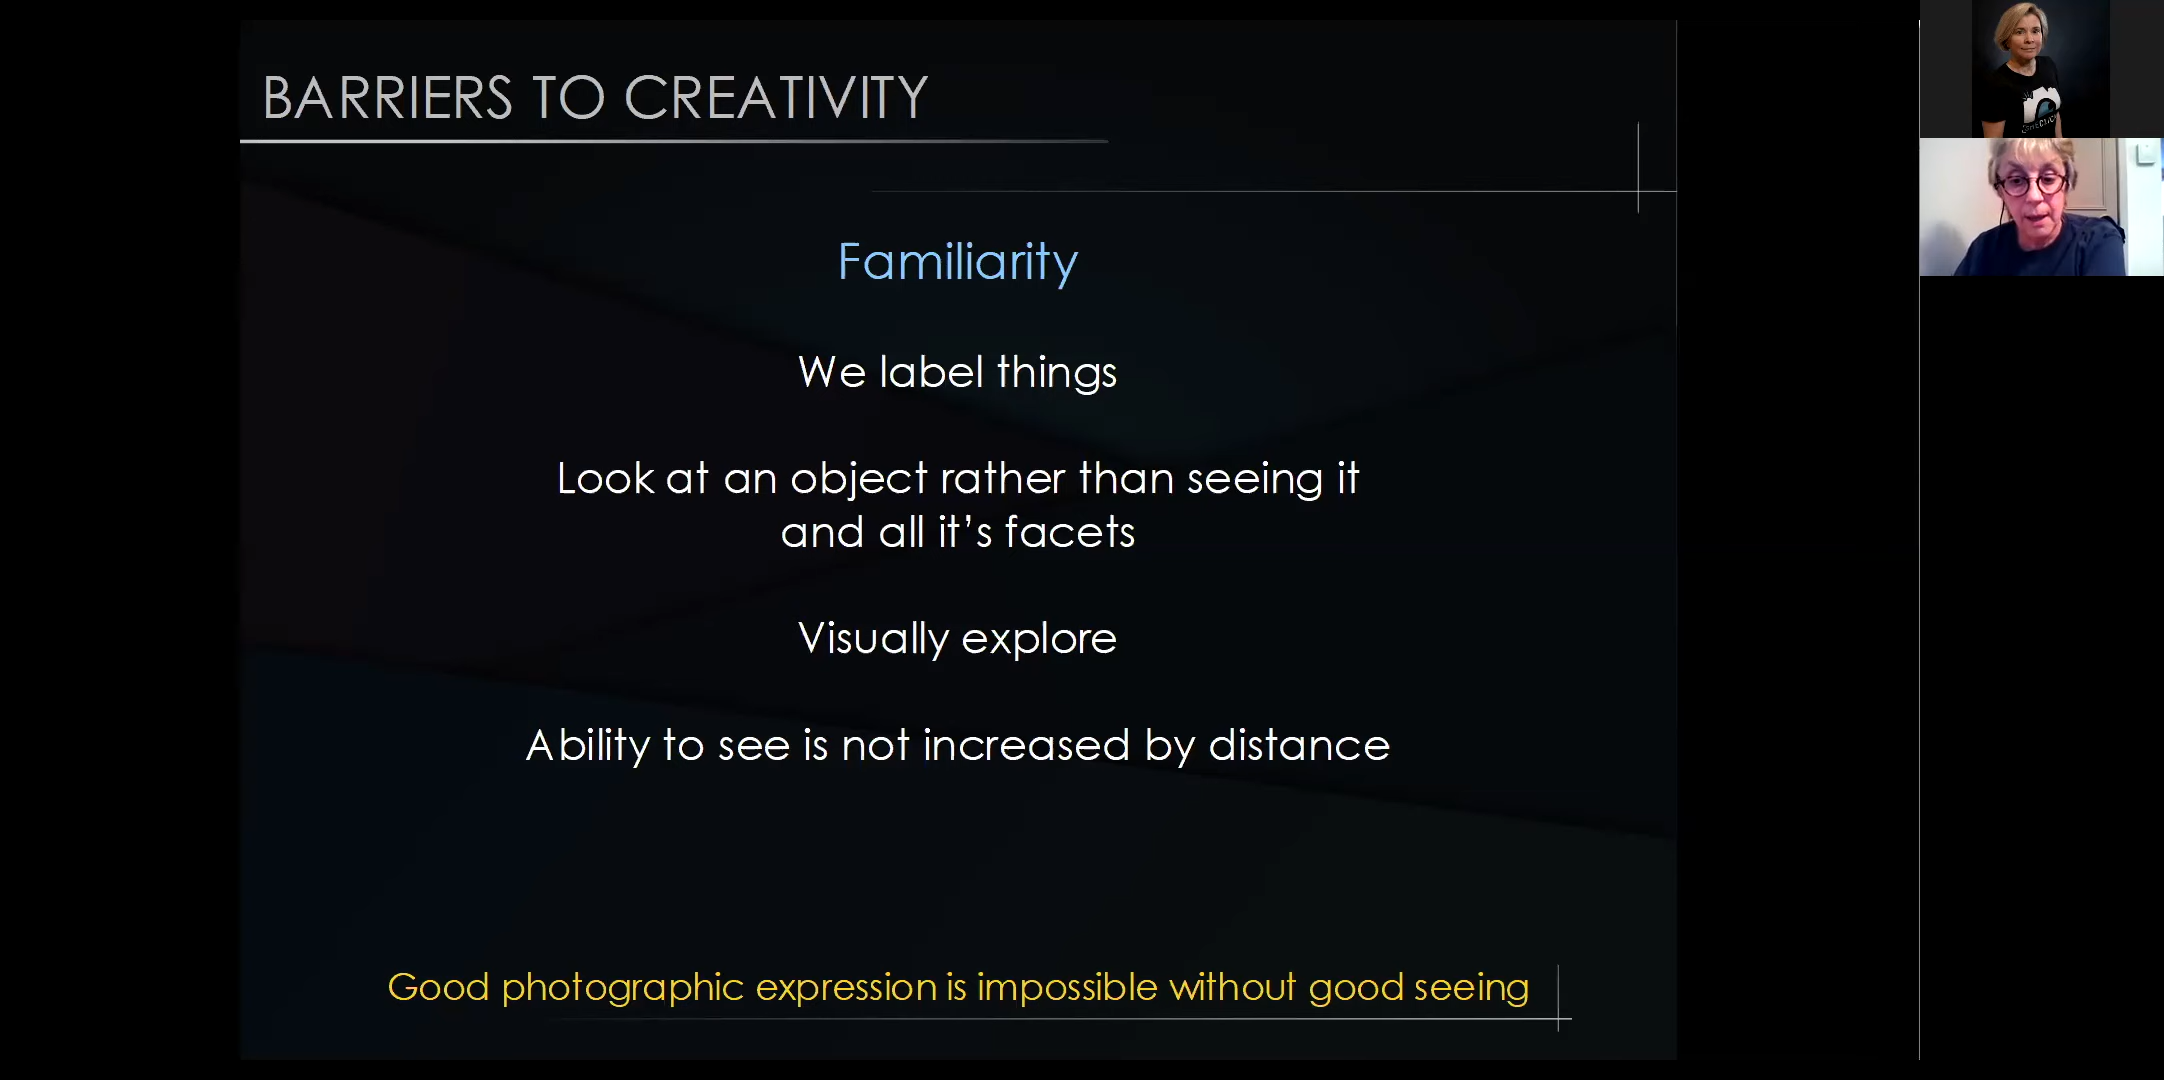 BARRIERS TO CREATIVITY
Familiarity
We label things
Look at an object rather than seeing it
and all it’s facets
Visually explore
Ability to see is not increased by distance
Good photographic expression is impossible without good seeing